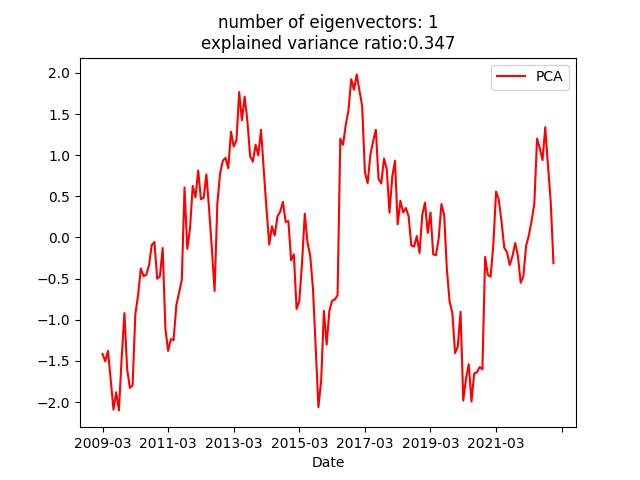 number of eigenvectors: 1
explained variance ratio:0.347
PCA
2.0
1.5
1.0
0.5
0.0
−0.5
−1.0
−1.5
−2.0
2009-03 2011-03 2013-03 2015-03 2017-03 2019-03 2021-03
Date